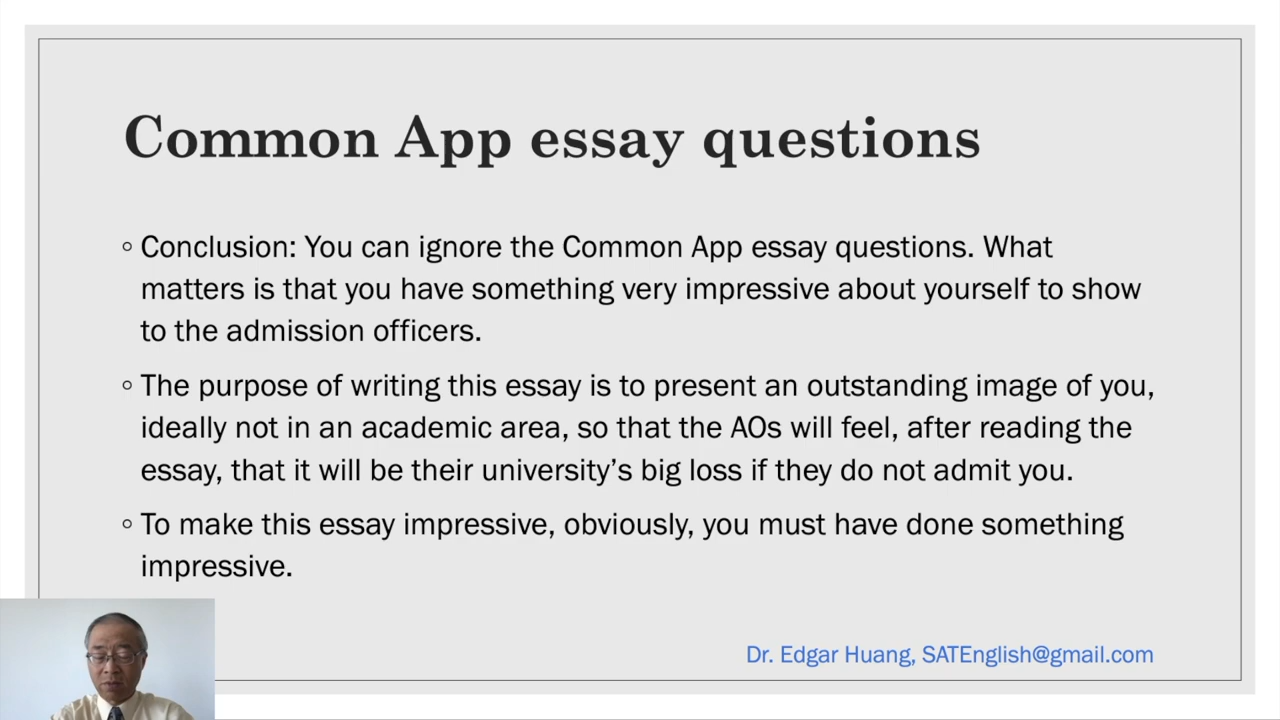 Common App essay questions
◦ Conclusion: You can ignore the Common App essay questions. What
matters is that you have something very impressive about yourself to show
to the admission officers.
◦ The purpose of writing this essay is to present an outstanding image of you,
ideally not in an academic area, so that the AOs will feel, after reading the
essay, that it will be their university’s big loss if they do not admit you.
◦ To make this essay impressive, obviously, you must have done something
impressive.
Dr. Edgar Huang, SATEnglish@gmail.com